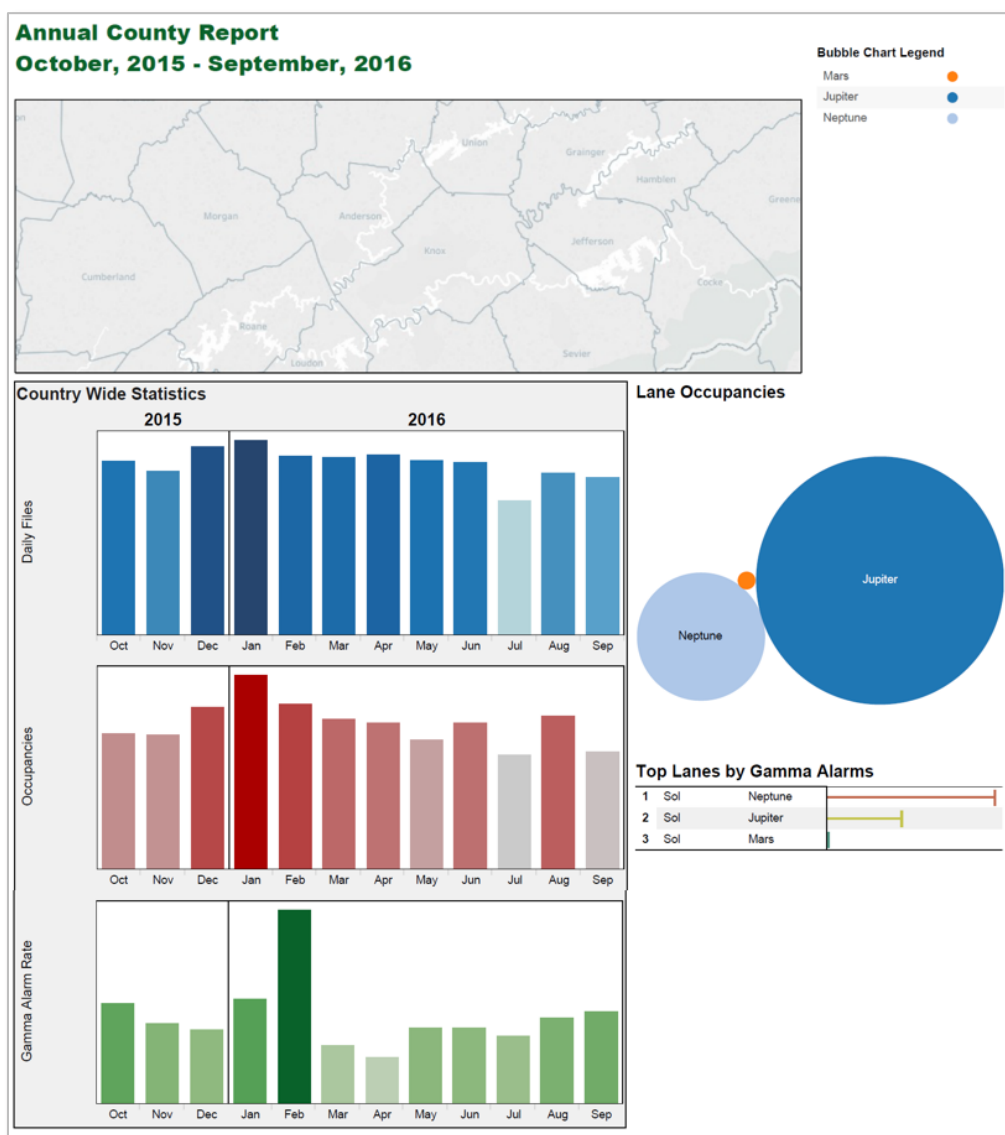 Annual County Report
October, 2015 - September, 2016
Bubble Chart Legend
Mars
Jupiter
Neptune
Union
Grainger
Hamblen
Greene
Morgan
Anderson
Knox
Jefferson
Cumberland
Cocke
Roane
Loudon
Sevier
Country Wide Statistics
2015 2016
Daily Files
Oct Nov Dec Jan Feb Mar Apr May Jun Jul Aug Sep
Occupancies
Oct Nov Dec Jan Feb Mar Apr May Jun Jul Aug Sep
Gamma Alarm Rate
Oct Nov Dec Jan Feb Mar Apr May Jun Jul Aug Sep
Lane Occupancies
Jupiter
Neptune
Top Lanes by Gamma Alarms
1 Sol Neptune
2 Sol Jupiter
3 Sol Mars